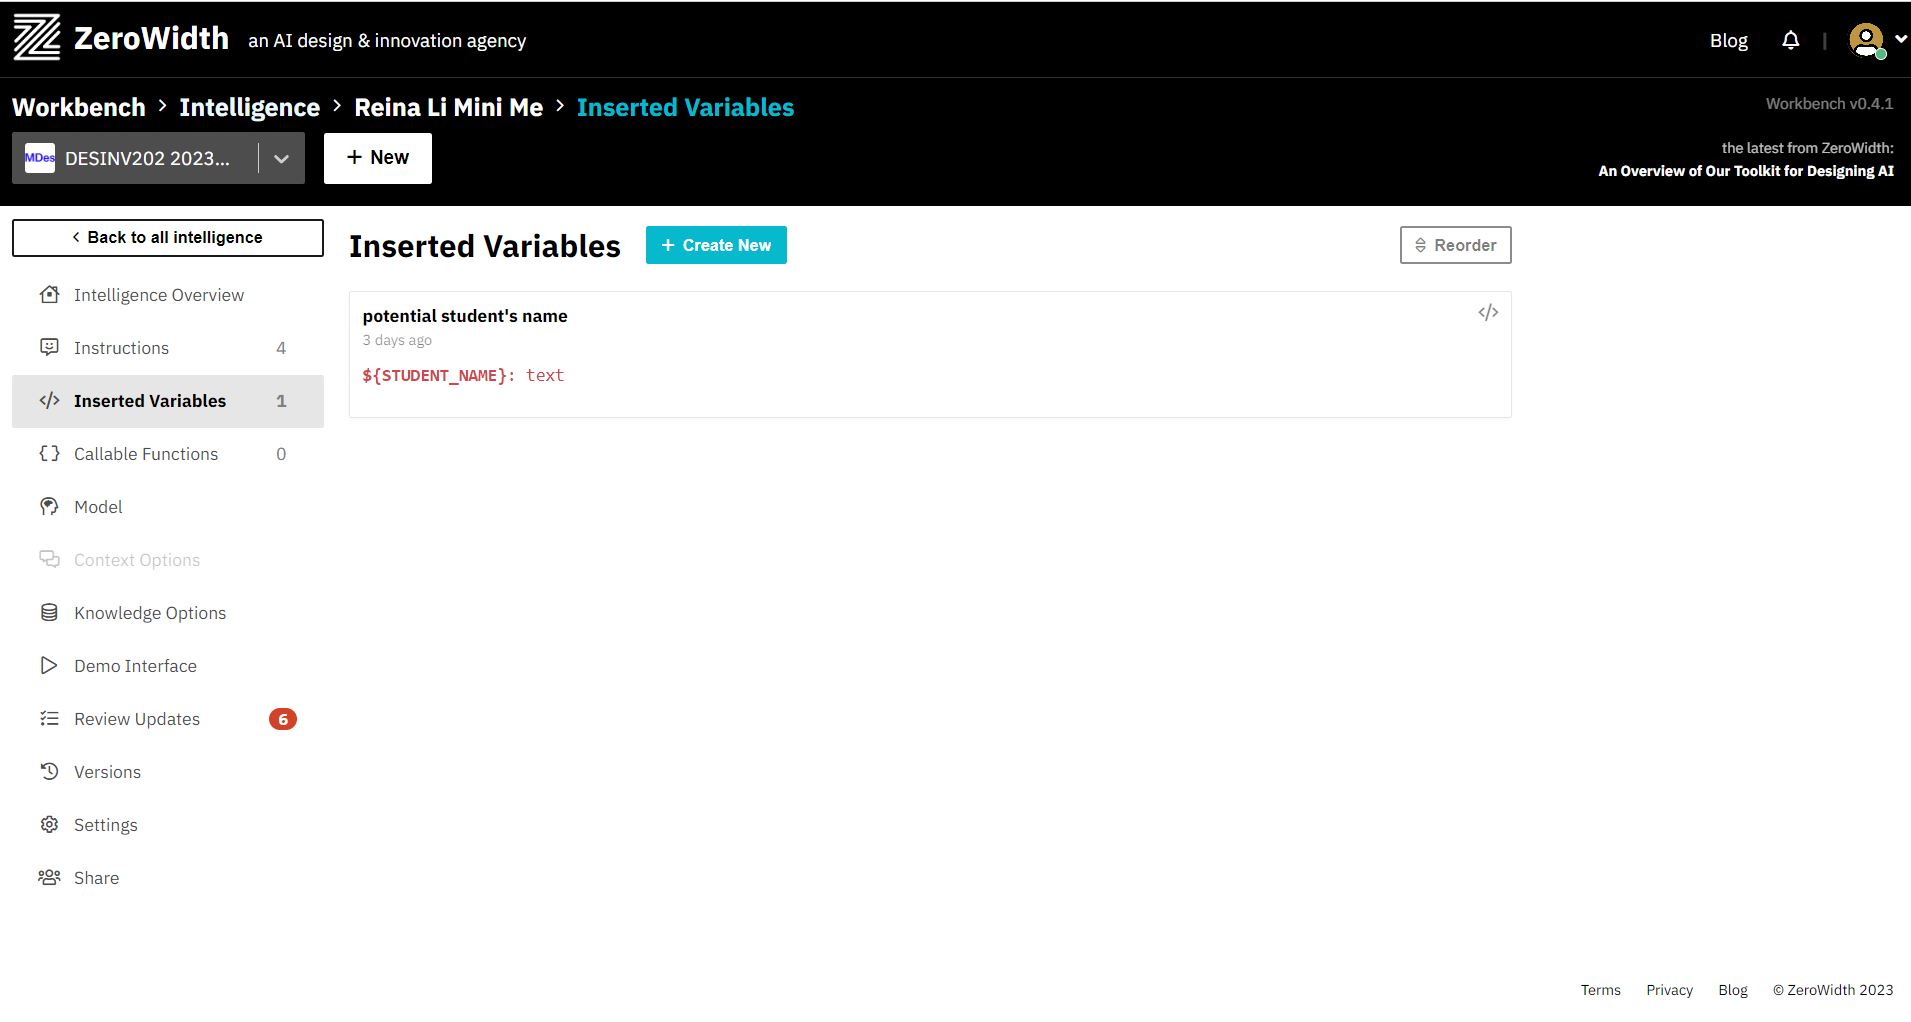 ZeroWidth an AI design & innovation agency Blog
Workbench > Intelligence > Reina Li Mini Me > Inserted Variables
Workbench v0.4.1
MDes DESINV202 2023...
+ New
the latest from ZeroWidth:
An Overview of Our Toolkit for Designing AI
< Back to all intelligence
Intelligence Overview
Instructions 4
</> Inserted Variables 1
{} Callable Functions 0
Model
Context Options
Knowledge Options
Demo Interface
Review Updates 6
Versions
Settings
Share
Inserted Variables
+ Create New
Reorder
potential student's name
</>
3 days ago
${STUDENT_NAME}: text
Terms Privacy Blog © ZeroWidth 2023